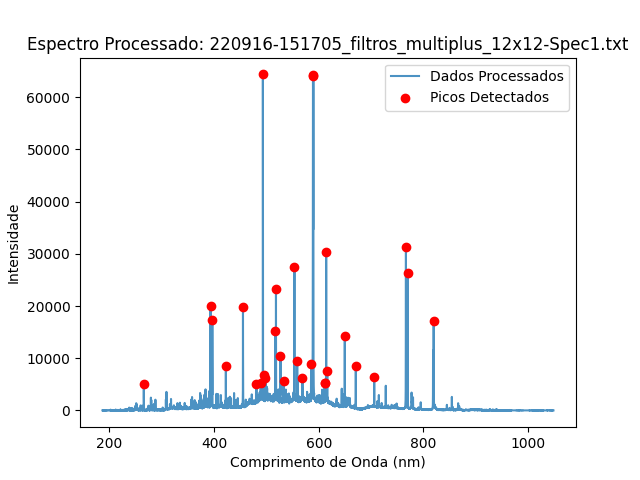 Espectro Processado: 220916-151705_filtros_multiplus_12x12-Spec1.txt
Dados Processados
Picos Detectados
Intensidade
60000
50000
40000
30000
20000
10000
0
200 400 600 800 1000
Comprimento de Onda (nm)